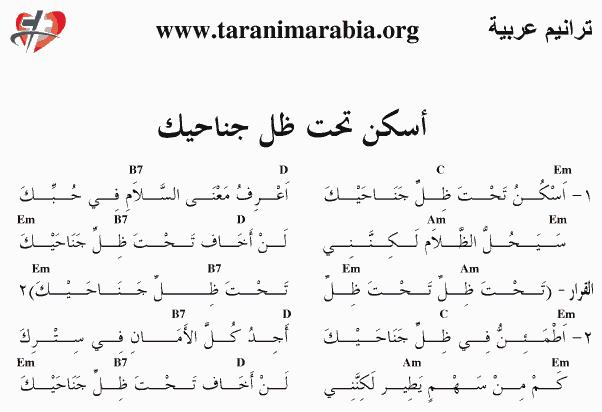 www.taranimarabia.org ترانيم عربية
أسكن تحت ظل جناحيك
Em C D B7
١- اَسْكُنُ تَحْتَ ظِلِّ جَنَاحَيْكَ اَعْرِفُ مَعْنَى السَّلاَمِ فِي حُبِّكَ
Am D B7 Em
سَيَحُلُّ الظَّلاَم لَكِنَّنِي لَنْ أَخَاف تَحْتَ ظِلِّ جَنَاحَيْكَ
Am Em B7 Em
القرار - (تَحْتَ ظِلِّ تَحْتَ ظِلِّ تَحْتَ ظِلِّ جَنَاحَيْكَ)٢
Em C D B7
٢- اَطْمَئِنُّ فِي ظِلِّ جَنَاحَيْكَ أَجِدُ كُلَّ الأَمَانِ فِي سِتْرِكَ
Em Am D B7 Em
كَمْ مِنْ سَهْمٍ يَطِير لَكِنَّنِي لَنْ أَخَاف تَحْتَ ظِلِّ جَنَاحَيْكَ